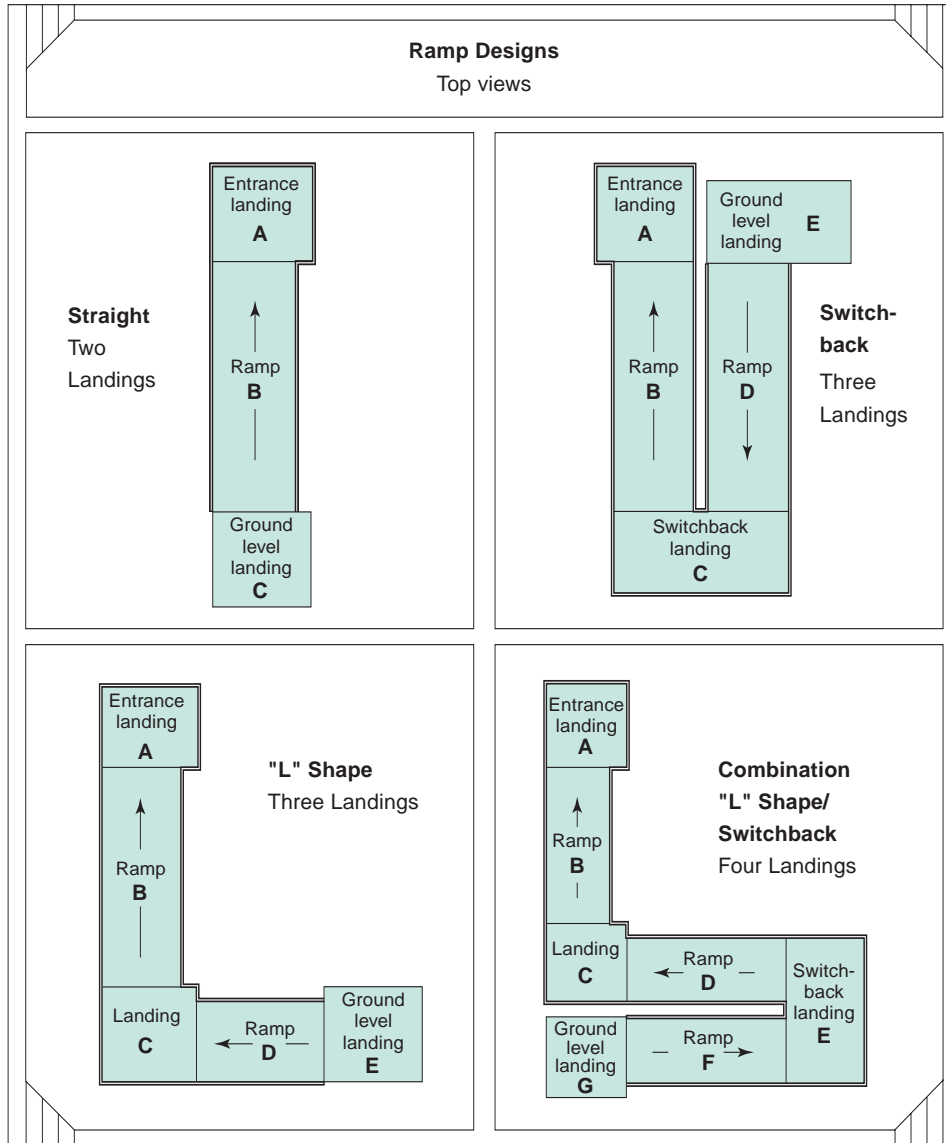 Ramp Designs
Top views
Straight
Two
Landings
Entrance
landing
A
Ramp
B
Ground
level
landing
C
Entrance
landing
A
Ramp
B
Switchback
landing
C
Ramp
D
Ground
level
landing
E
Switch-
back
Three
Landings
Entrance
landing
A
Ramp
B
Landing
C
Ramp
D
Ground
level
landing
E
"L" Shape
Three Landings
Entrance
landing
A
Ramp
B
Landing
C
Ramp
D
Switch-
back
landing
E
Ramp
F
Ground
level
landing
G
Combination
"L" Shape/
Switchback
Four Landings